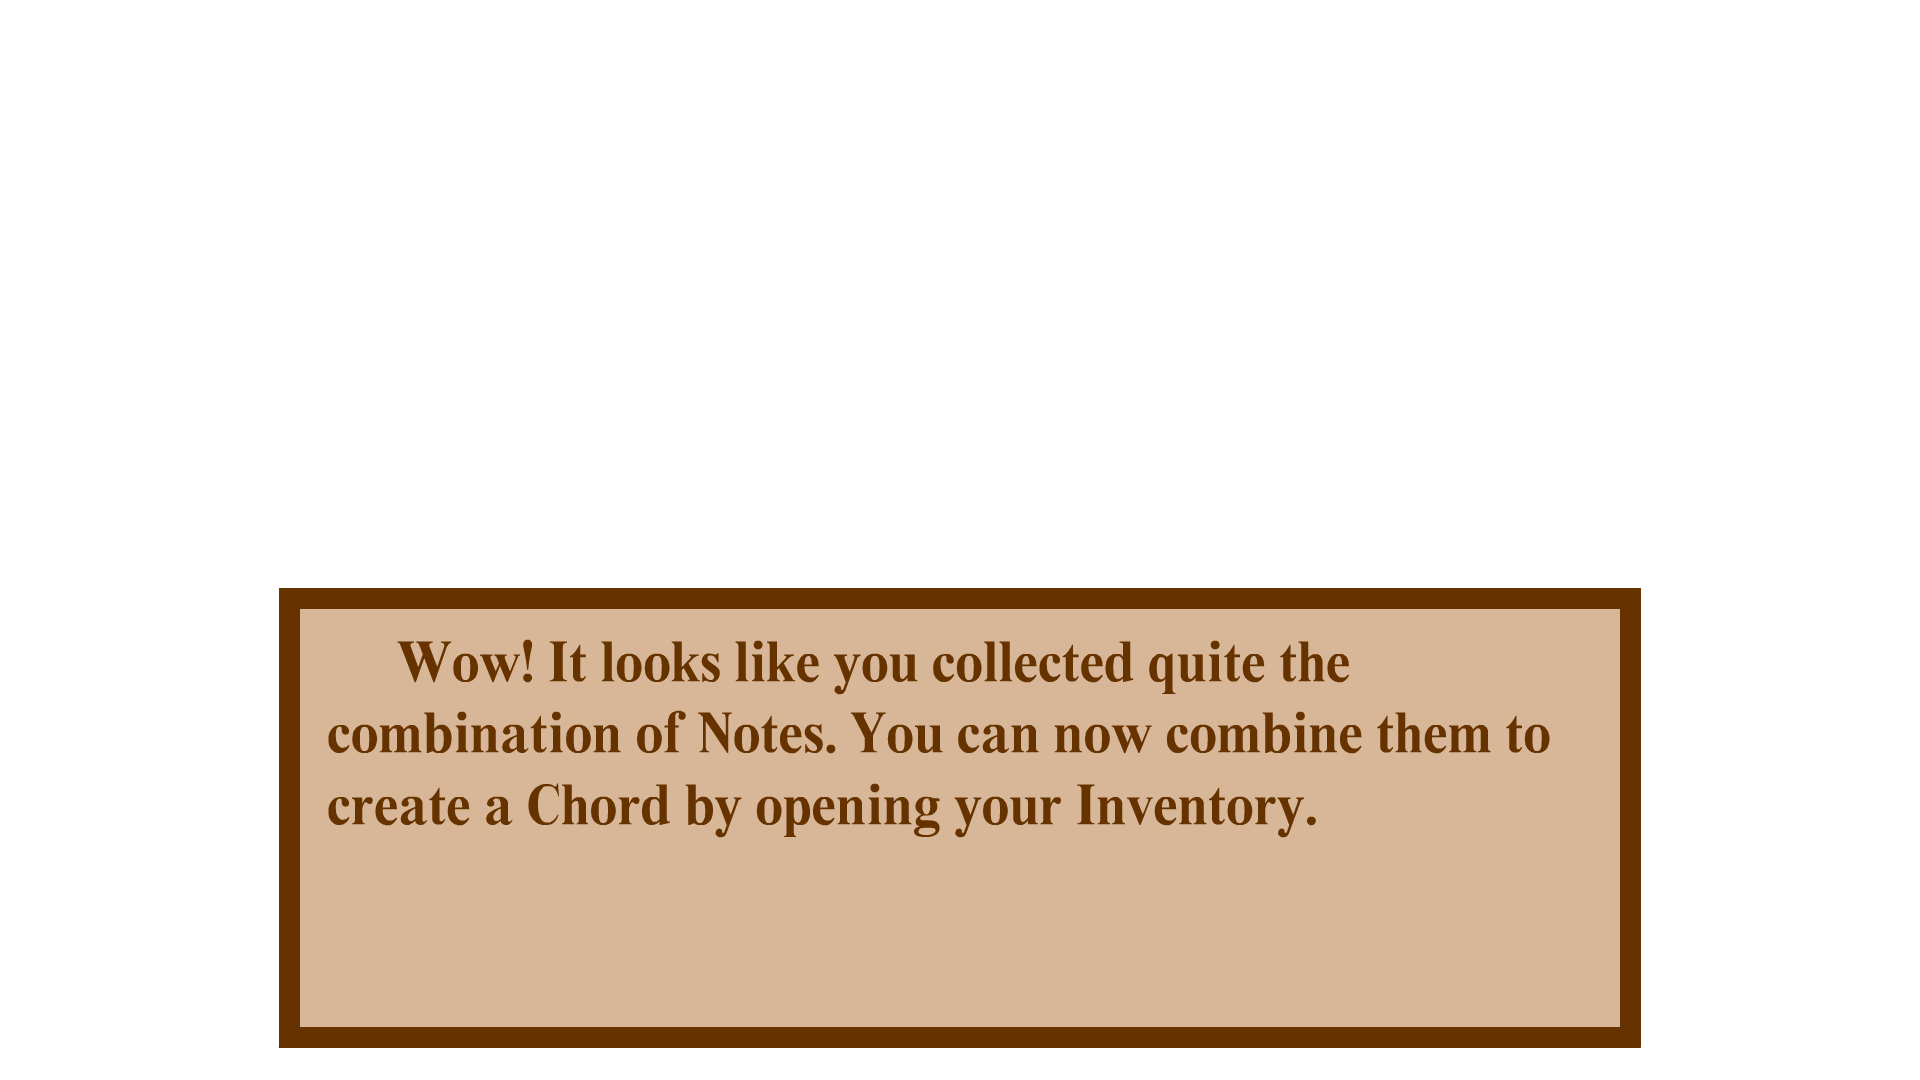 Wow! It looks like you collected quite the
combination of Notes. You can now combine them to
create a Chord by opening your Inventory.